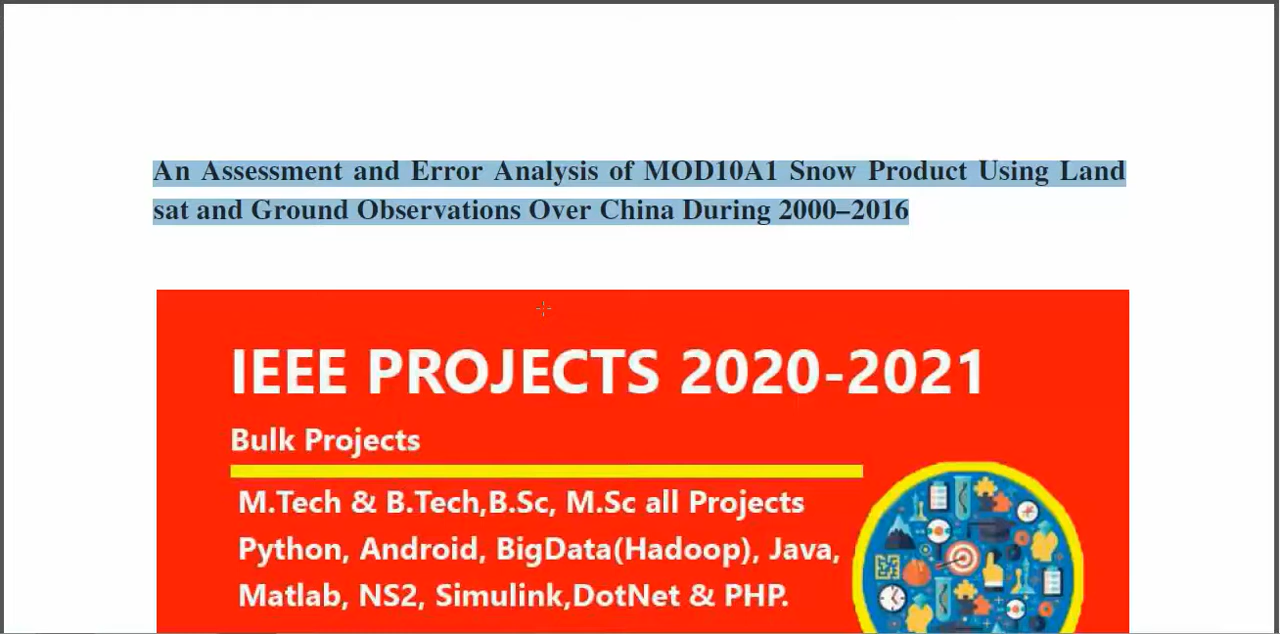 An Assessment and Error Analysis of MOD10A1 Snow Product Using Land
sat and Ground Observations Over China During 2000–2016
IEEE PROJECTS 2020-2021
Bulk Projects
M.Tech & B.Tech,B.Sc, M.Sc all Projects
Python, Android, BigData(Hadoop), Java,
Matlab, NS2, Simulink,DotNet & PHP.